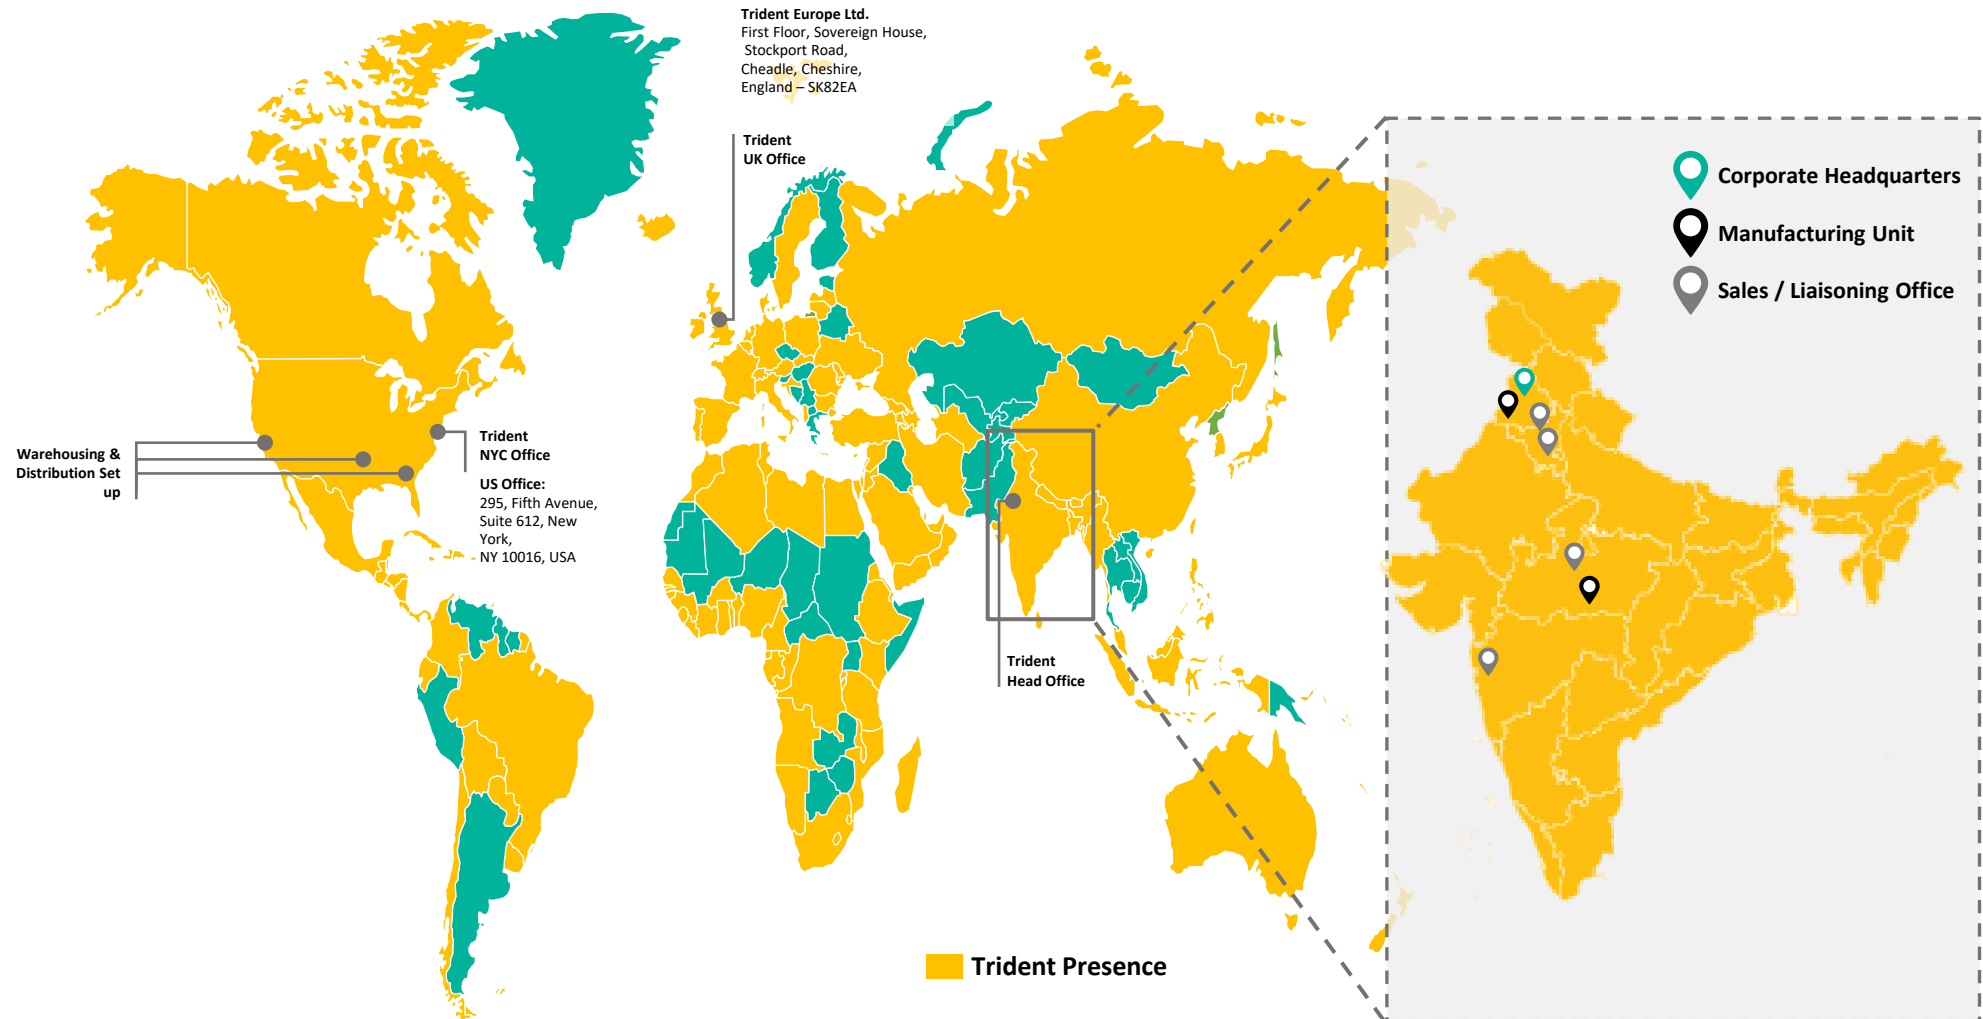 Trident Europe Ltd.
First Floor, Sovereign House,
Stockport Road,
Cheadle, Cheshire,
England – SK82EA
Trident
UK Office
Corporate Headquarters
Manufacturing Unit
Sales / Liaisoning Office
Warehousing &
Distribution Set
up
Trident
NYC Office
US Office:
295, Fifth Avenue,
Suite 612, New
York,
NY 10016, USA
Trident
Head Office
Trident Presence